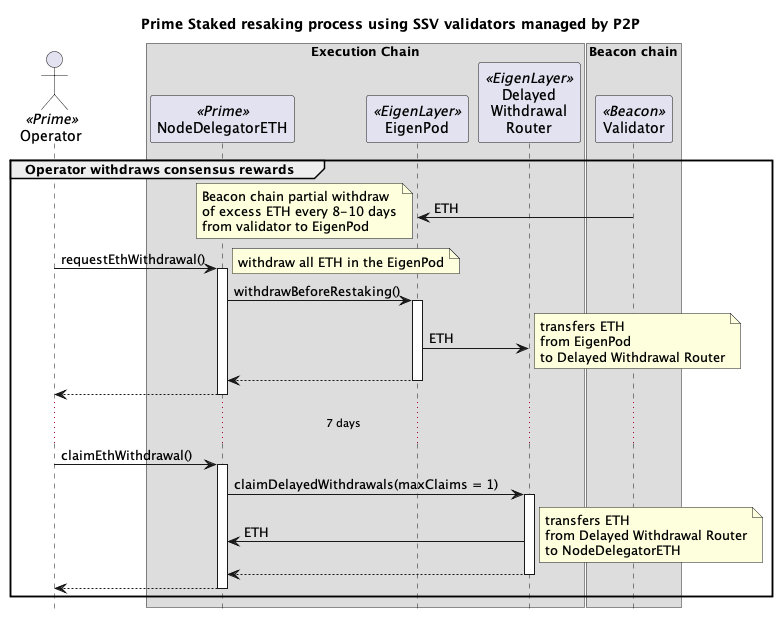 Prime Staked resaking process using SSV validators managed by P2P
Execution Chain
Beacon chain
«Prime»
Operator
«Prime»
NodeDelegatorETH
«EigenLayer»
EigenPod
«EigenLayer»
Delayed
Withdrawal
Router
«Beacon»
Validator
Operator withdraws consensus rewards
Beacon chain partial withdraw
of excess ETH every 8-10 days
from validator to EigenPod
ETH
requestEthWithdrawal()
withdraw all ETH in the EigenPod
withdrawBeforeRestaking()
ETH
transfers ETH
from EigenPod
to Delayed Withdrawal Router
7 days
claimEthWithdrawal()
claimDelayedWithdrawals(maxClaims = 1)
ETH
transfers ETH
from Delayed Withdrawal Router
to NodeDelegatorETH